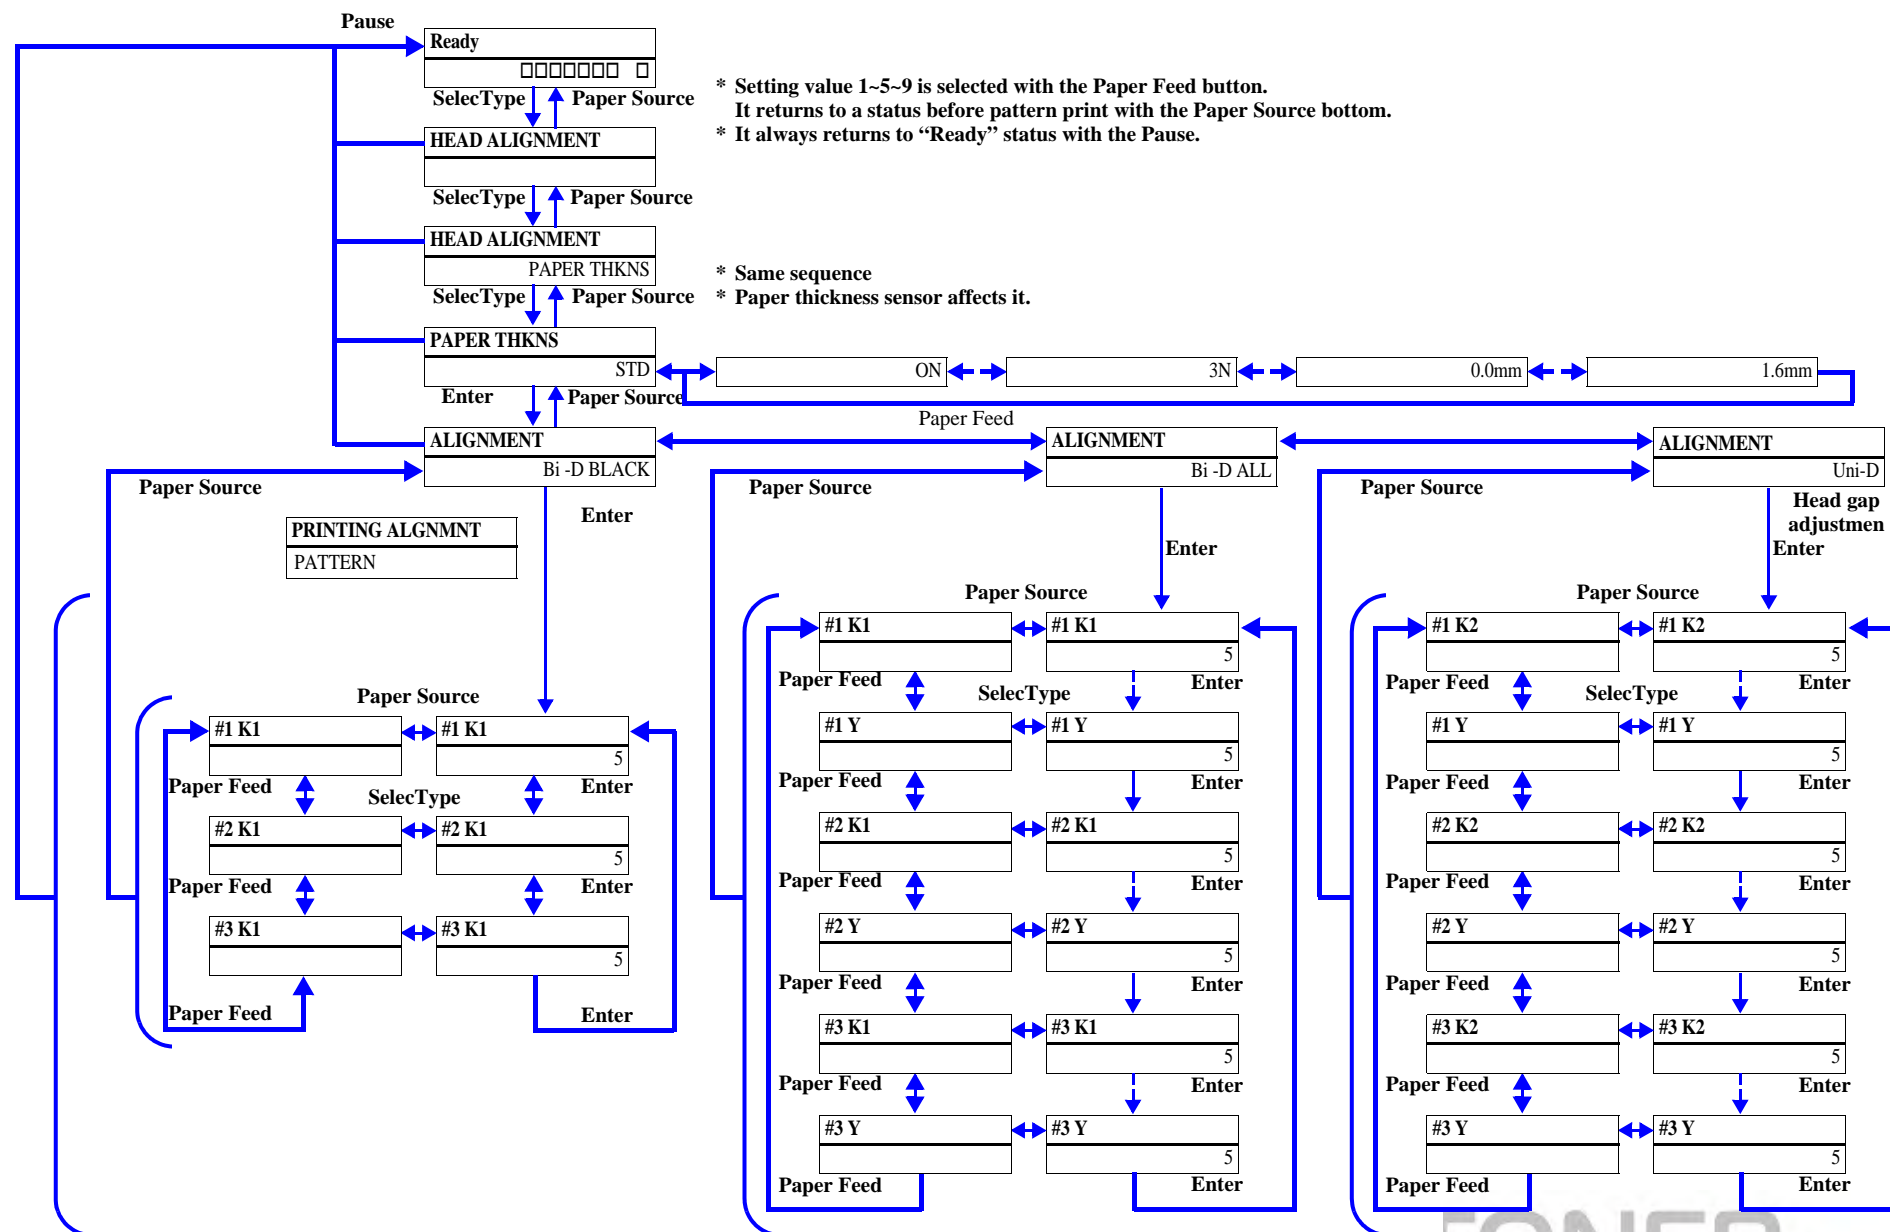 Pause
Ready
SelecType
Paper Source
* Setting value 1~5~9 is selected with the Paper Feed button.
It returns to a status before pattern print with the Paper Source bottom.
* It always returns to “Ready” status with the Pause.
HEAD ALIGNMENT
SelecType
Paper Source
HEAD ALIGNMENT
PAPER THKNS
* Same sequence
* Paper thickness sensor affects it.
SelecType
Paper Source
PAPER THKNS
STD
ON
3N
0.0mm
1.6mm
Enter
Paper Source
Paper Feed
ALIGNMENT
Bi -D BLACK
ALIGNMENT
Bi -D ALL
ALIGNMENT
Uni-D
Paper Source
Enter
PRINTING ALGNMNT
PATTERN
Paper Source
#1 K1
#1 K1
5
Paper Feed
SelecType
Enter
#2 K1
#2 K1
5
Paper Feed
Enter
#3 K1
#3 K1
5
Paper Feed
Enter
Paper Source
Enter
Paper Source
#1 K1
#1 K1
5
Paper Feed
SelecType
Enter
#1 Y
#1 Y
5
Paper Feed
Enter
#2 K1
#2 K1
5
Paper Feed
Enter
#2 Y
#2 Y
5
Paper Feed
Enter
#3 K1
#3 K1
5
Paper Feed
Enter
#3 Y
#3 Y
5
Paper Feed
Enter
Paper Source
Head gap
adjustmen
Enter
Paper Source
#1 K2
#1 K2
5
Paper Feed
SelecType
Enter
#1 Y
#1 Y
5
Paper Feed
Enter
#2 K2
#2 K2
5
Paper Feed
Enter
#2 Y
#2 Y
5
Paper Feed
Enter
#3 K2
#3 K2
5
Paper Feed
Enter
#3 Y
#3 Y
5
Paper Feed
Enter